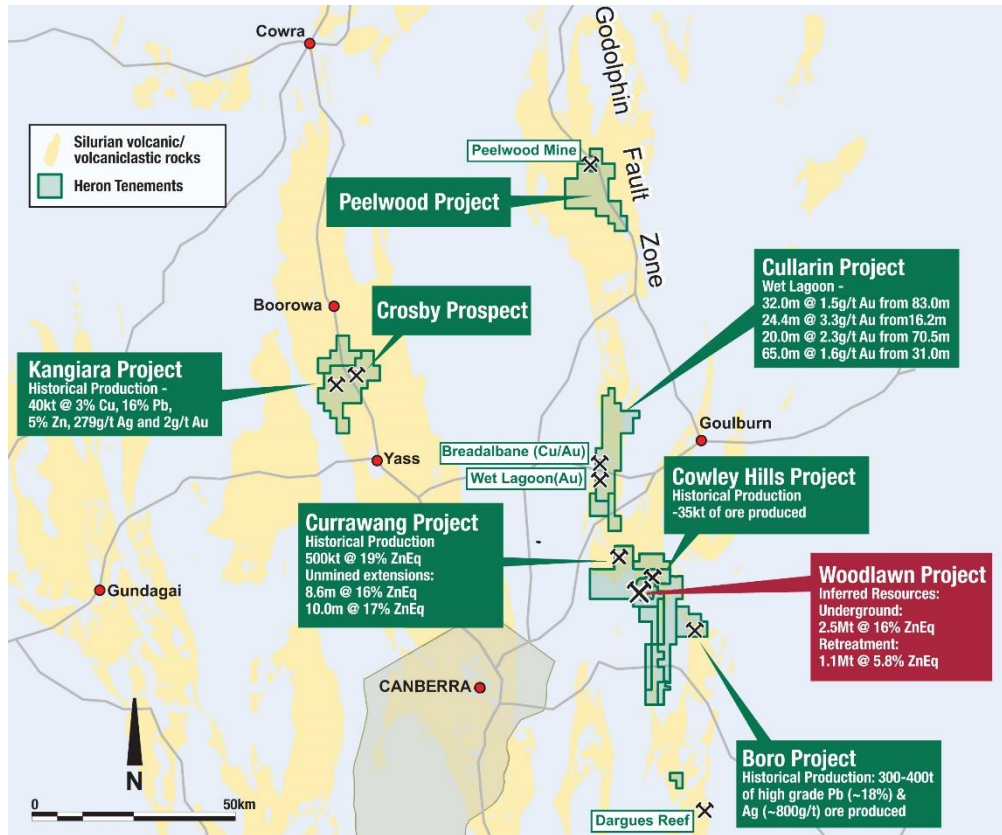 Cowra
Godolphin
Fault
Zone
Silurian volcanic/
volcaniclastic rocks
Heron Tenements
Peelwood Mine
Peelwood Project
Cullarin Project
Wet Lagoon -
32.0m @ 1.5g/t Au from 83.0m
24.4m @ 3.3g/t Au from16.2m
20.0m @ 2.3g/t Au from 70.5m
65.0m @ 1.6g/t Au from 31.0m
Boorowa
Crosby Prospect
Kangiara Project
Historical Production -
40kt @ 3% Cu, 16% Pb,
5% Zn, 279g/t Ag and 2g/t Au
Goulburn
Breadalbane (Cu/Au)
Wet Lagoon(Au)
Yass
Cowley Hills Project
Historical Production
-35kt of ore produced
Currawang Project
Historical Production
500kt @ 19% ZnEq
Unmined extensions:
8.6m @ 16% ZnEq
10.0m @ 17% ZnEq
Gundagai
Woodlawn Project
Inferred Resources:
Underground:
2.5Mt @ 16% ZnEq
Retreatment:
1.1Mt @ 5.8% ZnEq
CANBERRA
Boro Project
Historical Production: 300-400t
of high grade Pb (~18%) &
Ag (~800g/t) ore produced
N
0 50km
Dargues Reef